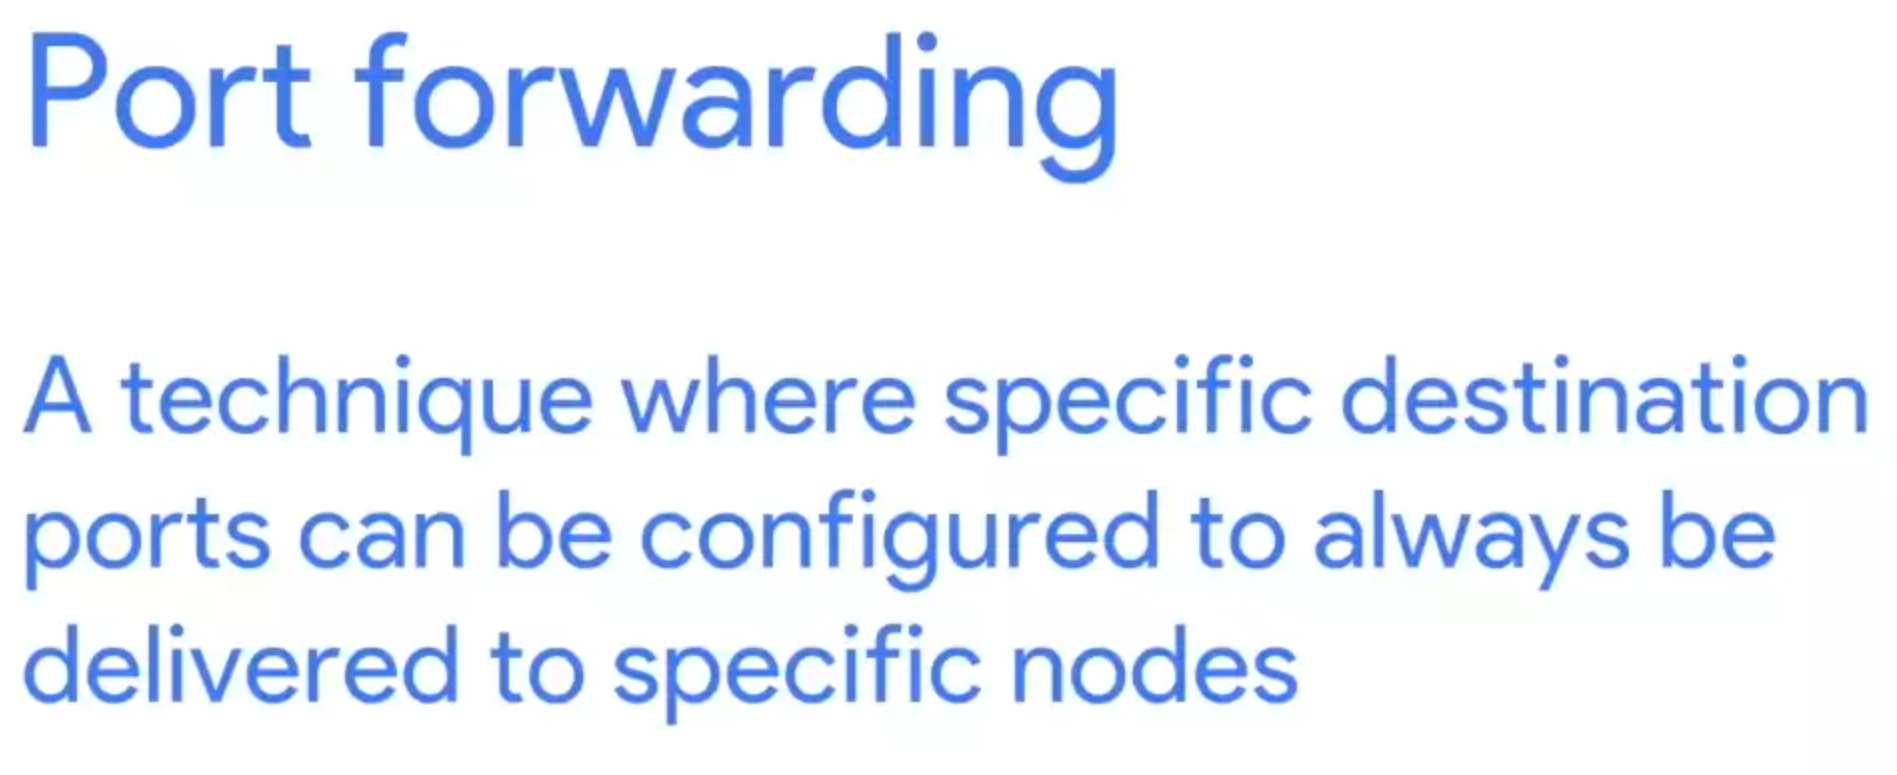 Port forwarding
A technique where specific destination
ports can be configured to always be
delivered to specific nodes